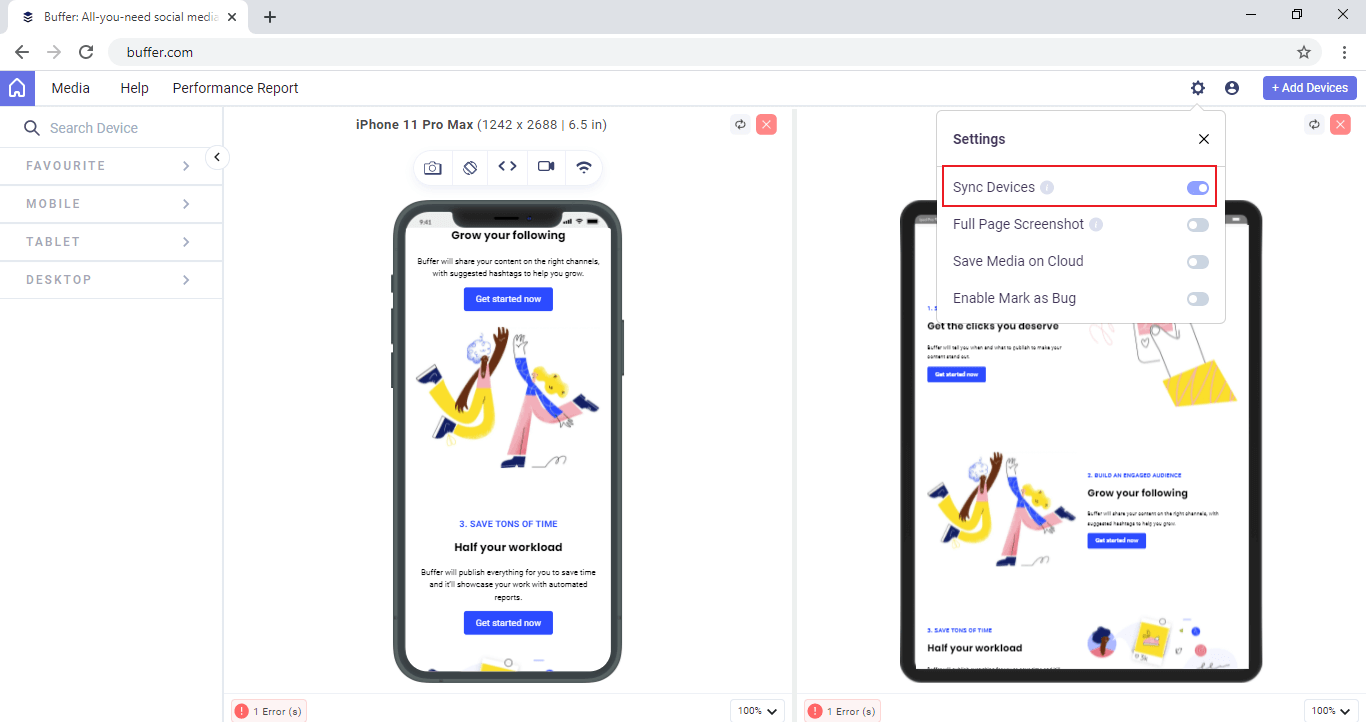 Buffer: All-you-need social media
buffer.com
Media
Help
Performance Report
+ Add Devices
Search Device
FAVOURITE
MOBILE
TABLET
DESKTOP
iPhone 11 Pro Max (1242 x 2688 | 6.5 in)
9:41
Grow your following
Buffer will share your content on the right channels,
with suggested hashtags to help you grow.
Get started now
3. SAVE TONS OF TIME
Half your workload
Buffer will publish everything for you to save time
and it'll showcase your work with automated
reports.
Get started now
1 Error (s)
100%
Settings
Sync Devices
Full Page Screenshot
Save Media on Cloud
Enable Mark as Bug
Get the clicks you deserve
Buffer will tell you when and what to publish to make your
content stand out.
Get started now
2. BUILD AN ENGAGED AUDIENCE
Grow your following
Buffer will share your content on the right channels, with
suggested hashtags to help you grow.
Get started now
3. SAVE TONS OF TIME
Half your workload
1 Error (s)
100%